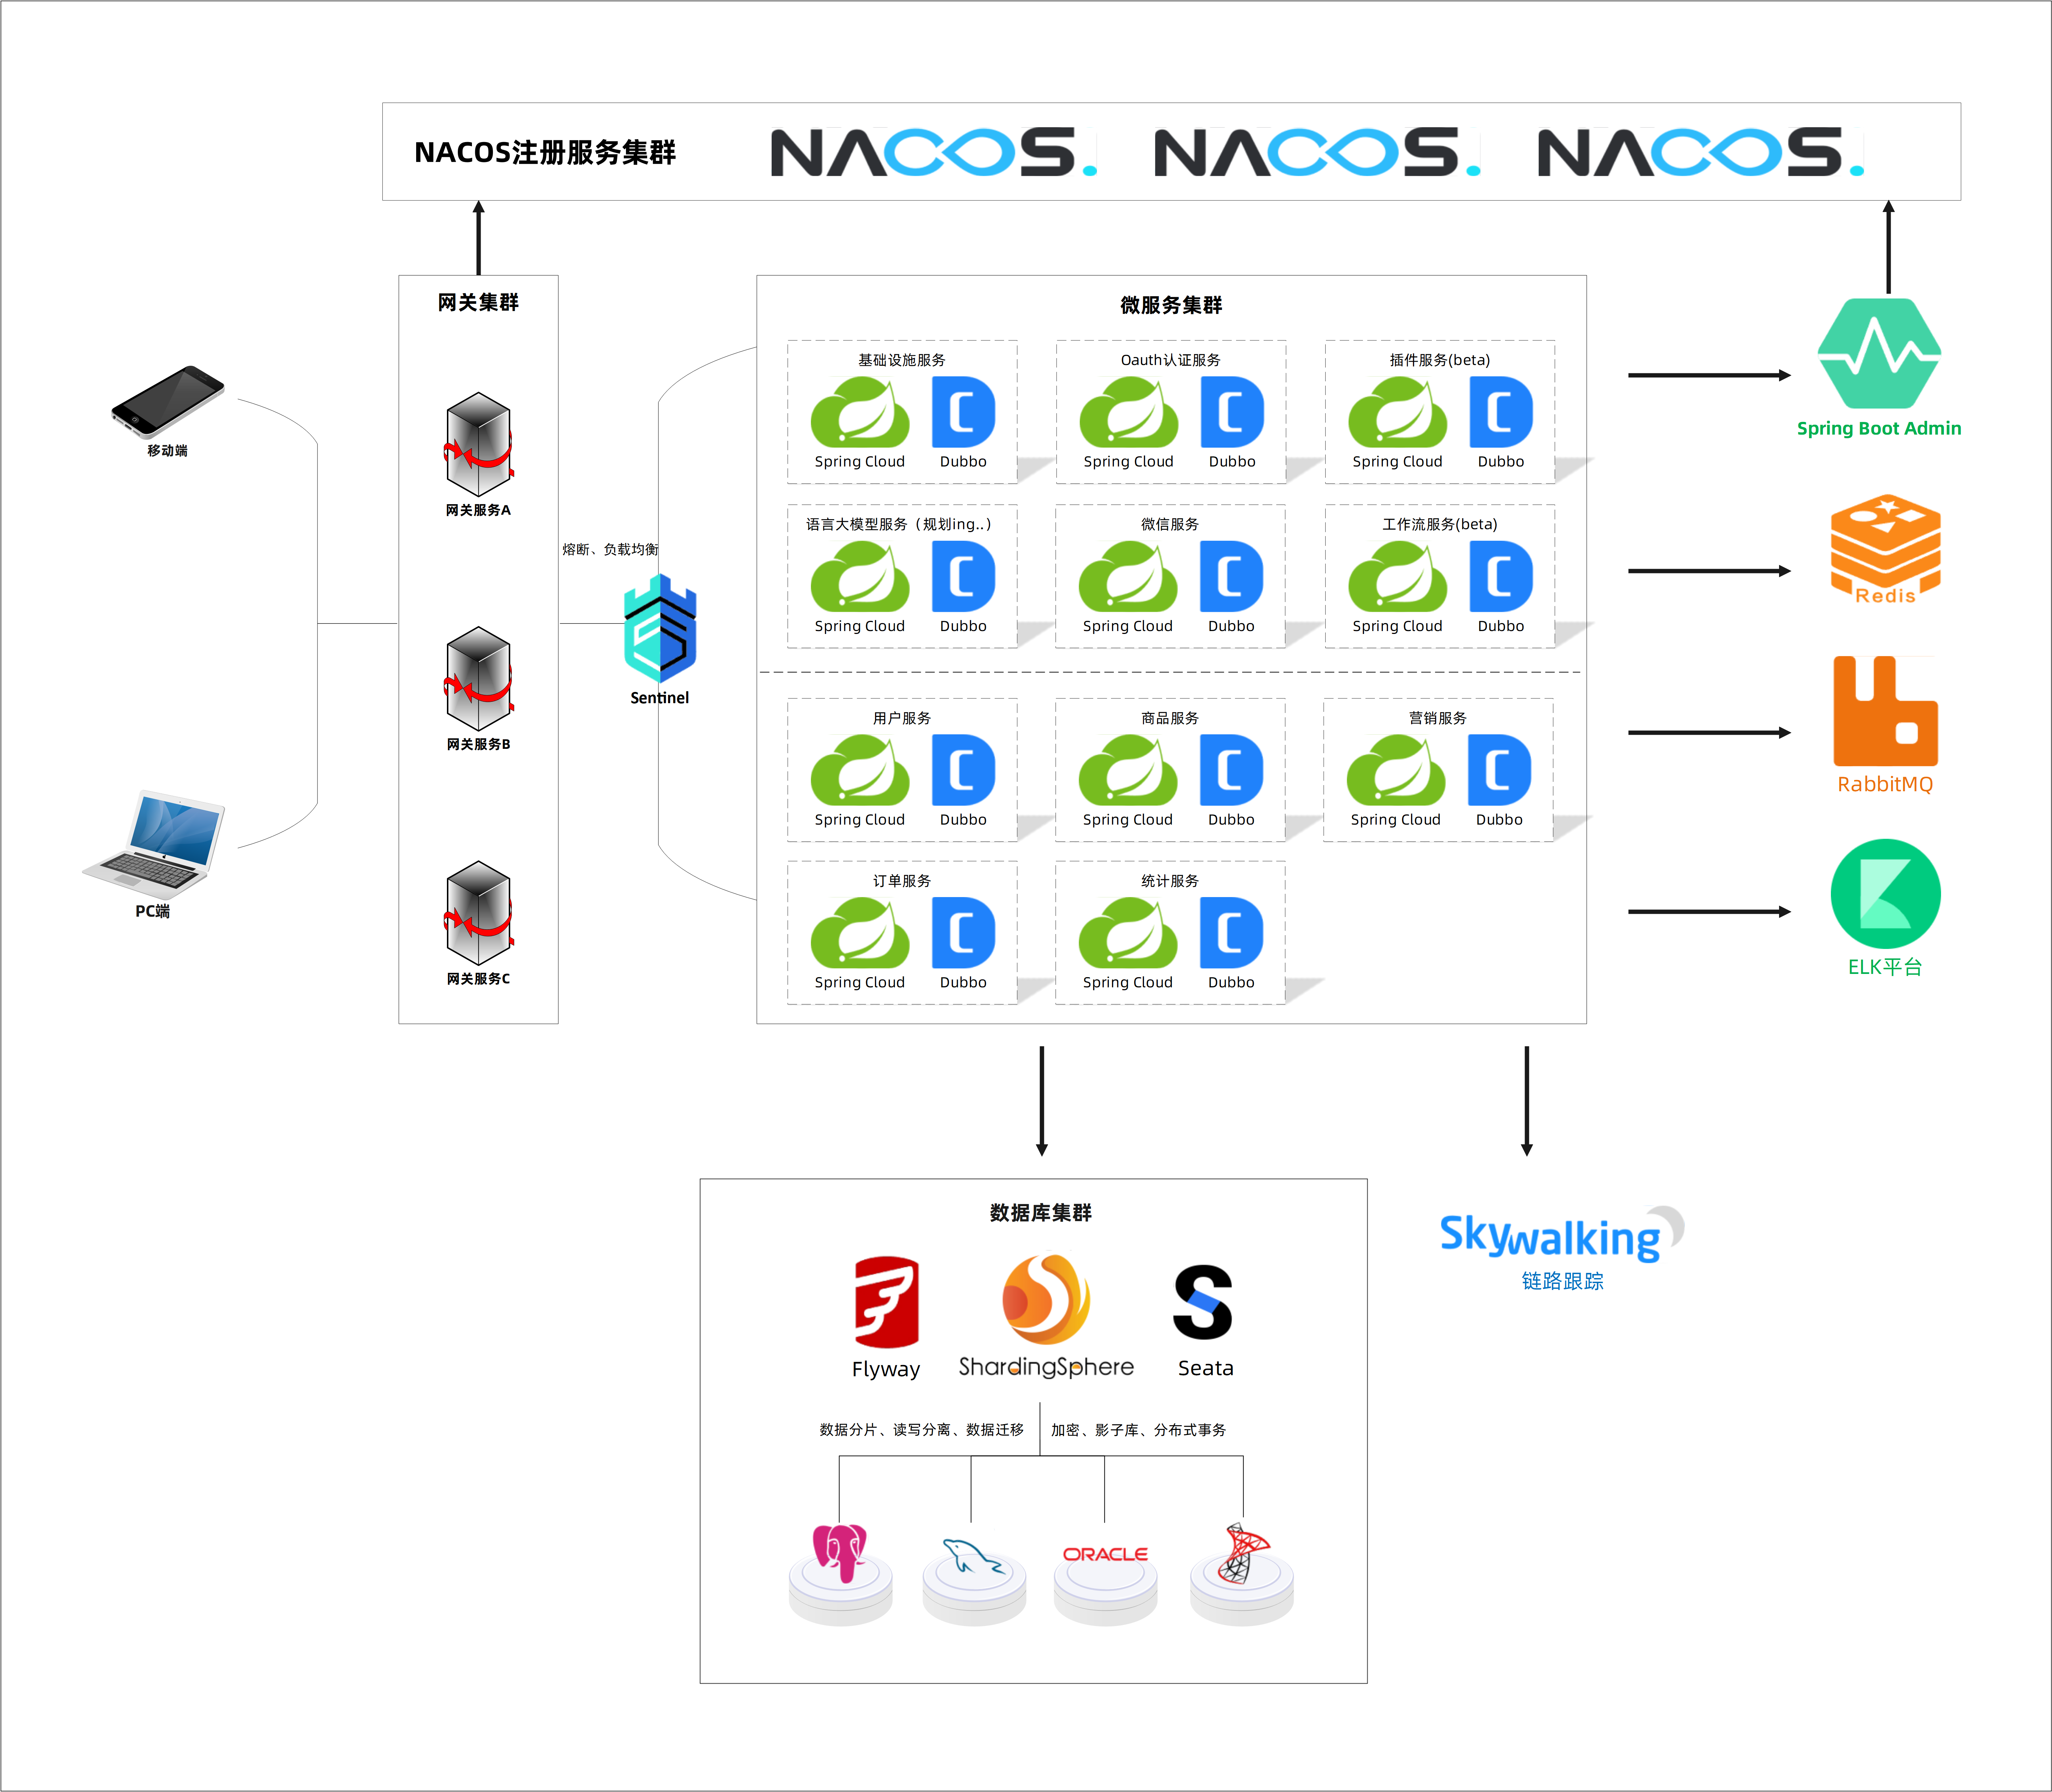 NACOS注册服务集群
NACOS.
NACOS.
NACOS.
网关集群
网关服务A
网关服务B
网关服务C
移动端
PC端
熔断、负载均衡
Sentinel
微服务集群
基础设施服务
Spring Cloud
Dubbo
Oauth认证服务
Spring Cloud
Dubbo
插件服务(beta)
Spring Cloud
Dubbo
语言大模型服务（规划ing..）
Spring Cloud
Dubbo
微信服务
Spring Cloud
Dubbo
工作流服务(beta)
Spring Cloud
Dubbo
用户服务
Spring Cloud
Dubbo
商品服务
Spring Cloud
Dubbo
营销服务
Spring Cloud
Dubbo
订单服务
Spring Cloud
Dubbo
统计服务
Spring Cloud
Dubbo
Spring Boot Admin
Redis
RabbitMQ
ELK平台
数据库集群
Flyway
ShardingSphere
Seata
数据分片、读写分离、数据迁移
加密、影子库、分布式事务
ORACLE
Skywalking
链路跟踪